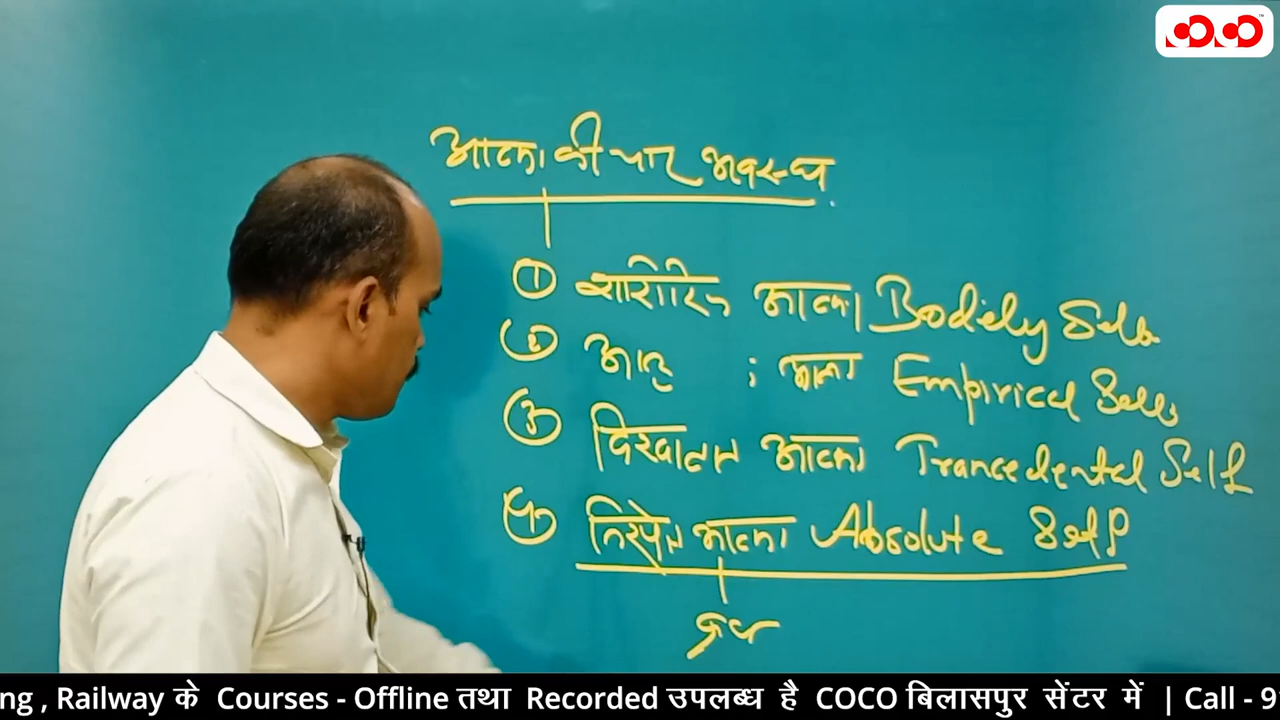 COCO
आत्मा की चार अवस्था
① शारीरिक आत्मा Bodily Self
② आत्मा Empirical Self
③ आत्मा Trancedental Self
④ निरपेक्ष आत्मा Absolute Self
ng , Railway के Courses - Offline तथा Recorded उपलब्ध है COCO बिलासपुर सेंटर में | Call - 9